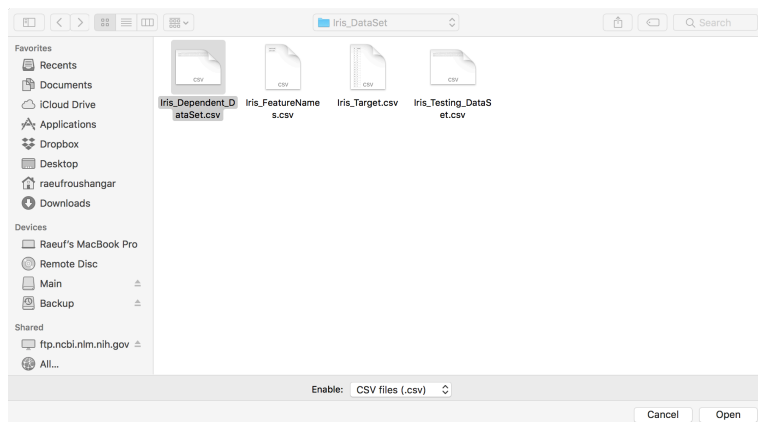 Iris_DataSet
Search
Favorites
Recents
Documents
iCloud Drive
Applications
Dropbox
Desktop
raeufroushangar
Downloads
Devices
Raeuf's MacBook Pro
Remote Disc
Main
Backup
Shared
ftp.ncbi.nlm.nih.gov
All...
CSV
CSV
CSV
CSV
Iris_Dependent_D
ataSet.csv
Iris_FeatureName
s.csv
Iris_Target.csv
Iris_Testing_DataS
et.csv
Enable: CSV files (.csv)
Cancel Open